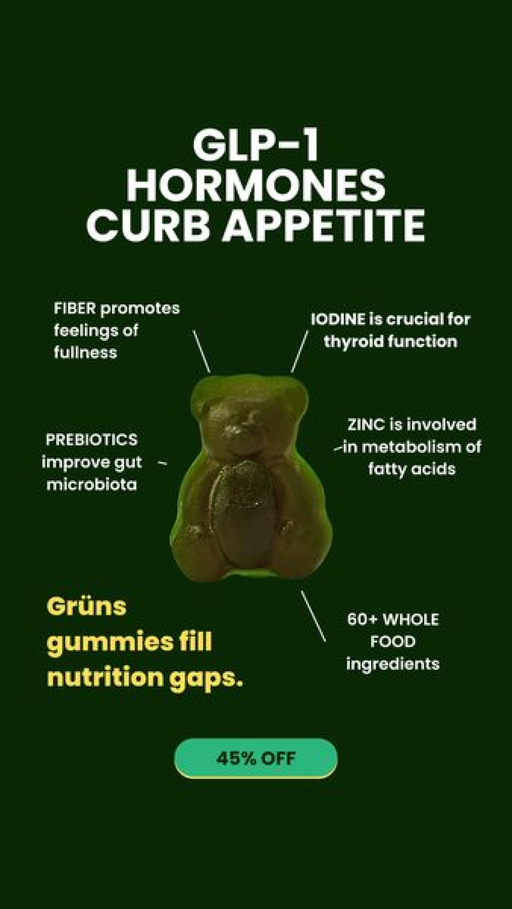 GLP-1
HORMONES
CURB APPETITE
FIBER promotes
feelings of
fullness
IODINE is crucial for
thyroid function
PREBIOTICS
improve gut
microbiota
ZINC is involved
in metabolism of
fatty acids
Grüns
gummies fill
nutrition gaps.
60+ WHOLE
FOOD
ingredients
45% OFF